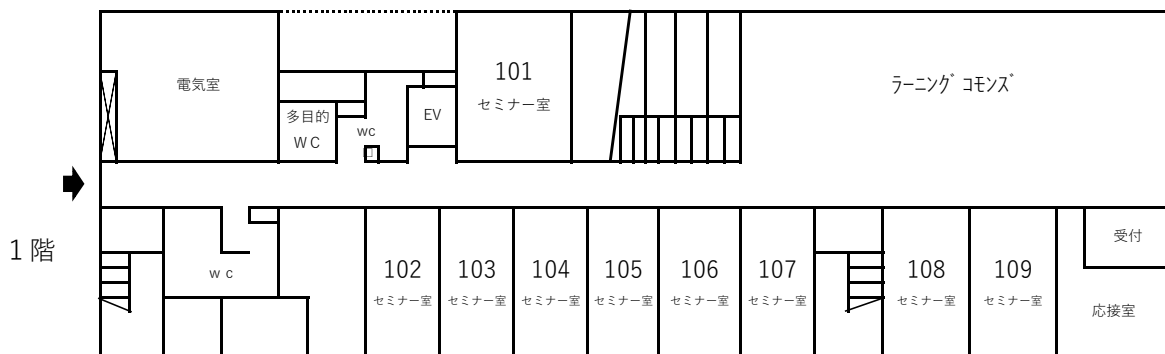 電気室
多目的
WC
wc
EV
101
セミナー室
ラーニングコモンズ
1階
wc
102
セミナー室
103
セミナー室
104
セミナー室
105
セミナー室
106
セミナー室
107
セミナー室
108
セミナー室
109
セミナー室
受付
応接室